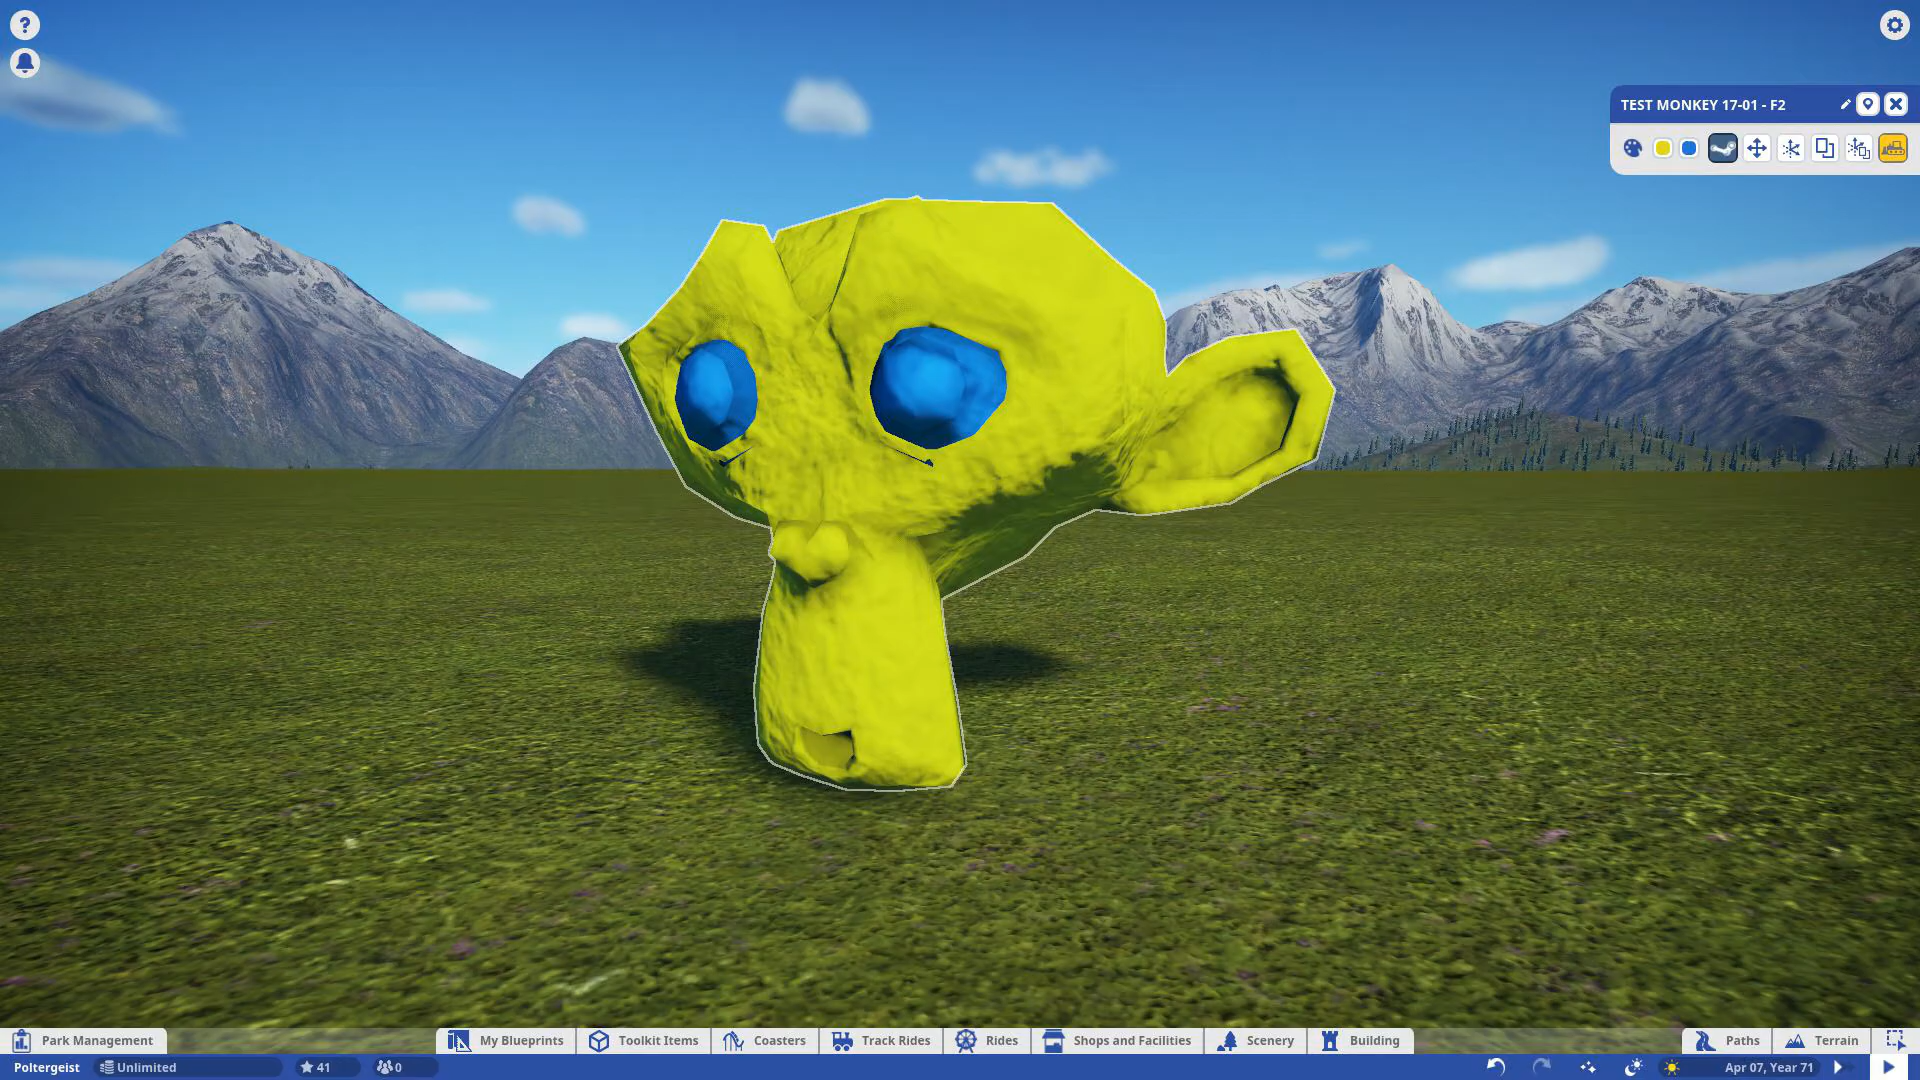 ?
TEST MONKEY 17-01 - F2
Park Management
My Blueprints
Toolkit Items
Coasters
Track Rides
Rides
Shops and Facilities
Scenery
Building
Paths
Terrain
Poltergeist
Unlimited
41
0
Apr 07, Year 71